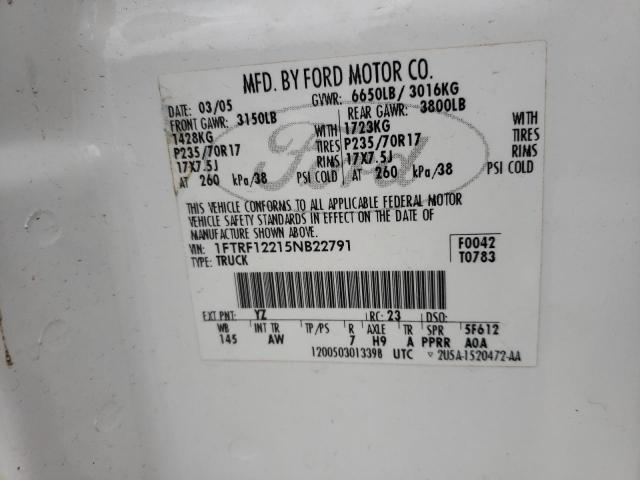 MFD. BY FORD MOTOR CO.
DATE: 03/05 GVWR: 6650LB/ 3016KG
FRONT GAWR: 3150LB REAR GAWR: 3800LB
1428KG WITH 1723KG WITH
P235/70R17 TIRES P235/70R17 TIRES
17X7.5J RIMS 17X7.5J RIMS
AT 260 kPa/38 PSI COLD AT 260 kPa/38 PSI COLD
Ford
THIS VEHICLE CONFORMS TO ALL APPLICABLE FEDERAL MOTOR
VEHICLE SAFETY STANDARDS IN EFFECT ON THE DATE OF
MANUFACTURE SHOWN ABOVE.
VIN: 1FTRF12215NB22791 F0042
TYPE: TRUCK T0783
EXT PNT: YZ RC: 23 DSO:
WB INT TR TP/PS R AXLE TR SPR 5F612
145 AW 7 H9 A PPRR AOA
1200503013398 UTC ▽ 2U5A-1520472-AA